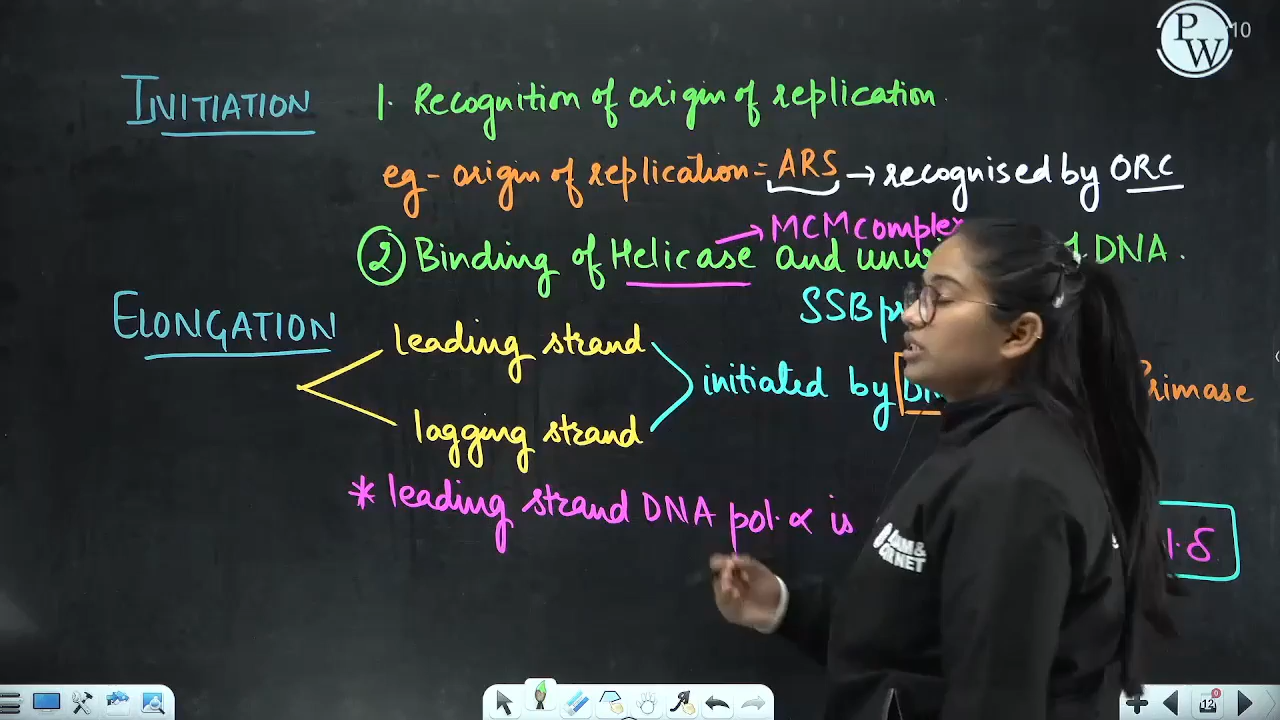 PW
10
INITIATION 1. Recognition of origin of replication.
eg - origin of replication = ARS → recognised by ORC
→ MCM complex
② Binding of Helicase and DNA.
SSB
ELONGATION
leading strand
initiated by
lagging strand
* leading strand DNA pol. α is δ
12